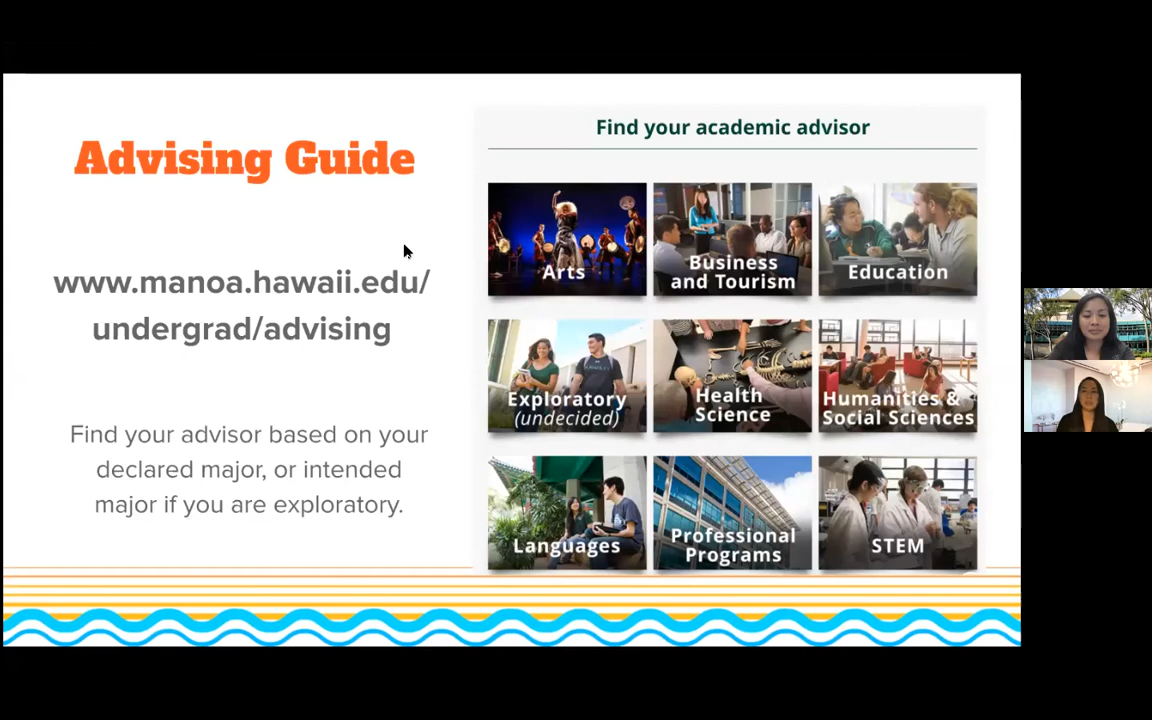 Advising Guide
www.manoa.hawaii.edu/
undergrad/advising
Find your advisor based on your
declared major, or intended
major if you are exploratory.
Find your academic advisor
Arts
Business
and Tourism
Education
Exploratory
(undecided)
Health
Science
Humanities &
Social Sciences
Languages
Professional
Programs
STEM